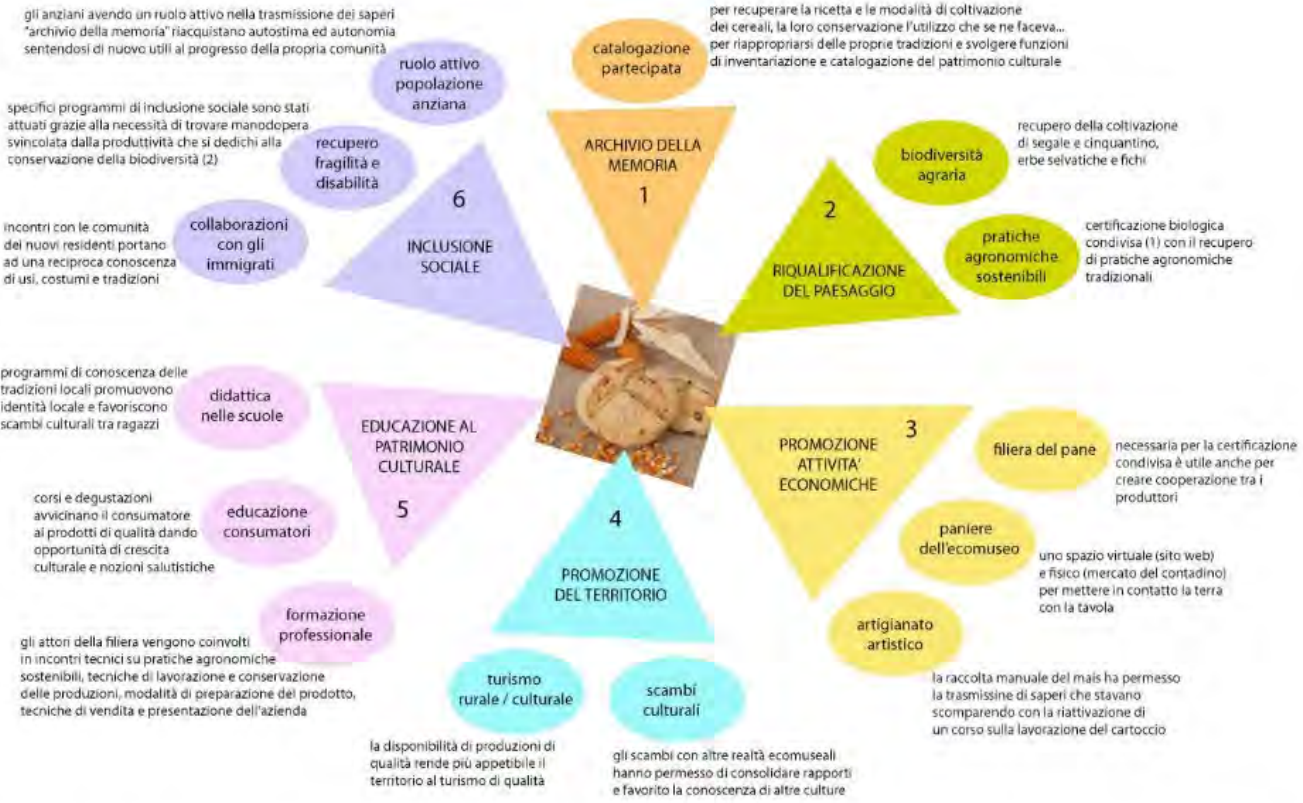 per recuperare la ricetta e le modalità di coltivazione
dei cereali, la loro conservazione l'utilizzo che se ne faceva...
per riappropriarsi delle proprie tradizioni e svolgere funzioni
di inventariazione e catalogazione del patrimonio culturale
catalogazione
partecipata
ARCHIVIO DELLA
MEMORIA
1
recupero della coltivazione
di segale e cinquantino,
erbe selvatiche e fichi
biodiversità
agraria
certificazione biologica
condivisa (1) con il recupero
di pratiche agronomiche
tradizionali
pratiche
agronomiche
sostenibili
2
RIQUALIFICAZIONE
DEL PAESAGGIO
3
PROMOZIONE
ATTIVITA'
ECONOMICHE
filiera del pane
necessaria per la certificazione
condivisa è utile anche per
creare cooperazione tra i
produttori
paniere
dell'ecomuseo
uno spazio virtuale (sito web)
e fisico (mercato del contadino)
per mettere in contatto la terra
con la tavola
artigianato
artistico
la raccolta manuale del mais ha permesso
la trasmissine di saperi che stavano
scomparendo con la riattivazione di
un corso sulla lavorazione del cartoccio
4
PROMOZIONE
DEL TERRITORIO
scambi
culturali
gli scambi con altre realtà ecomuseali
hanno permesso di consolidare rapporti
e favorito la conoscenza di altre culture
turismo
rurale / culturale
la disponibilità di produzioni di
qualità rende più appetibile il
territorio al turismo di qualità
EDUCAZIONE AL
PATRIMONIO
CULTURALE
5
formazione
professionale
gli attori della filiera vengono coinvolti
in incontri tecnici su pratiche agronomiche
sostenibili, tecniche di lavorazione e conservazione
delle produzioni, modalità di preparazione del prodotto,
tecniche di vendita e presentazione dell'azienda
educazione
consumatori
corsi e degustazioni
avvicinano il consumatore
ai prodotti di qualità dando
opportunità di crescita
culturale e nozioni salutistiche
didattica
nelle scuole
programmi di conoscenza delle
tradizioni locali promuovono
identità locale e favoriscono
scambi culturali tra ragazzi
6
INCLUSIONE
SOCIALE
collaborazioni
con gli
immigrati
incontri con le comunità
dei nuovi residenti portano
ad una reciproca conoscenza
di usi, costumi e tradizioni
recupero
fragilità e
disabilità
specifici programmi di inclusione sociale sono stati
attuati grazie alla necessità di trovare manodopera
svincolata dalla produttività che si dedichi alla
conservazione della biodiversità (2)
ruolo attivo
popolazione
anziana
gli anziani avendo un ruolo attivo nella trasmissione dei saperi
"archivio della memoria" riacquistano autostima ed autonomia
sentendosi di nuovo utili al progresso della propria comunità